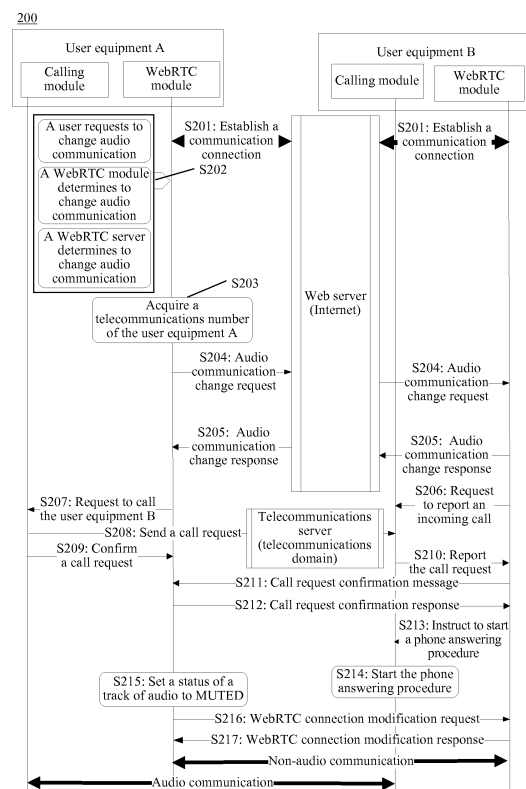 200
User equipment A
User equipment B
Calling
module
WebRTC
module
Calling module
WebRTC
module
A user requests to
change audio
communication
S201: Establish a
communication
connection
S201: Establish a
communication
connection
S202
A WebRTC module
determines to
change audio
communication
A WebRTC server
determines to
change audio
communication
S203
Web server
(Internet)
Acquire a
telecommunications number
of the user equipment A
S204: Audio
communication
change request
S204: Audio
communication
change request
S205: Audio
communication
change response
S205: Audio
communication
change response
S206: Request
to report an
incoming call
S207: Request to call
the user equipment B
S208: Send a call request
Telecommunications
server
(telecommunications
domain)
S209: Confirm
a call request
S210: Report
the call request
S211: Call request confirmation message
S212: Call request confirmation response
S213: Instruct to start
a phone answering
procedure
S215: Set a status of a
track of audio to MUTED
S214: Start the phone
answering procedure
S216: WebRTC connection modification request
S217: WebRTC connection modification response
Non-audio communication
Audio communication